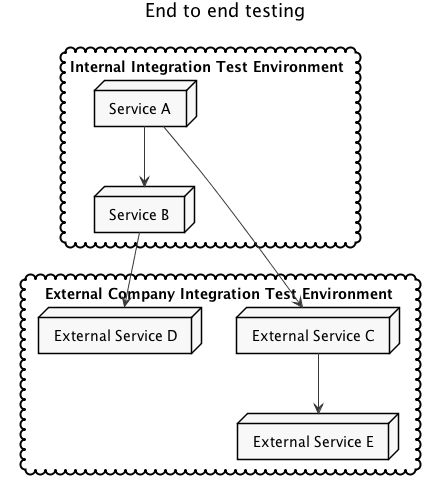 End to end testing
Internal Integration Test Environment
Service A
Service B
External Company Integration Test Environment
External Service D
External Service C
External Service E